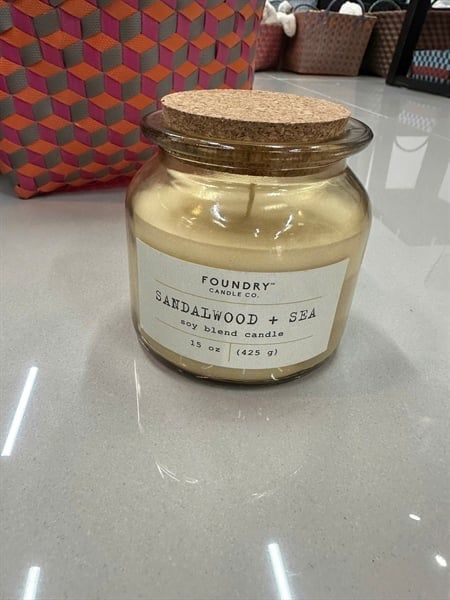 FOUNDRY™
CANDLE CO.
SANDALWOOD + SEA
soy blend candle
15 oz (425 g)